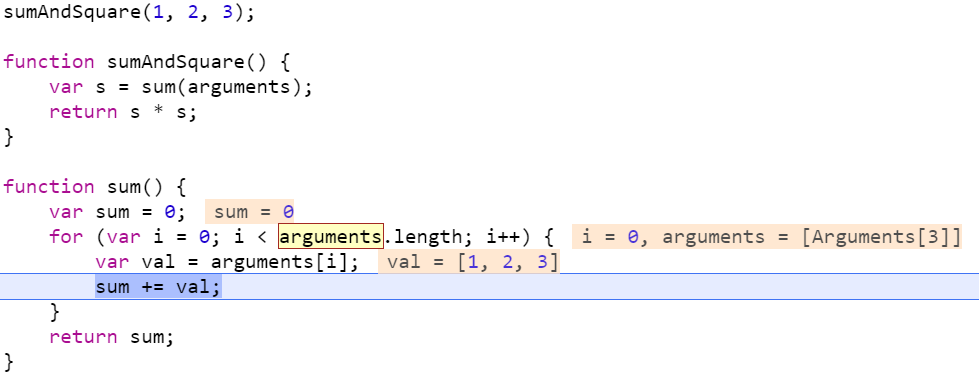 sumAndSquare(1, 2, 3);
function sumAndSquare() {
    var s = sum(arguments);
    return s * s;
}
function sum() {
    var sum = 0;  sum = 0
    for (var i = 0; i < arguments.length; i++) {  i = 0, arguments = [Arguments[3]]
        var val = arguments[i];  val = [1, 2, 3]
        sum += val;
    }
    return sum;
}